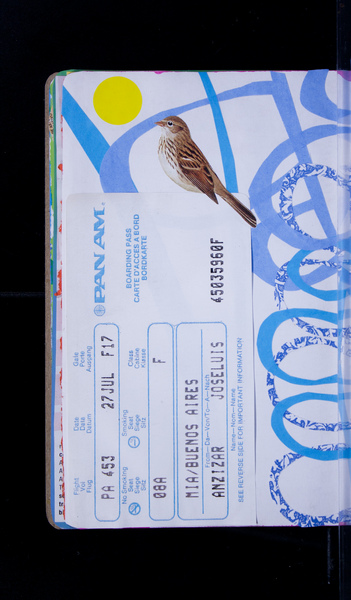 PAN AM.
BOARDING PASS
CARTE D'ACCES A BORD
BORDKARTE
45035960F
Flight Date Gate
Vol Date Porte
Flug Datum Ausgang
PA 453 27JUL F17
No Smoking Smoking Class
Seat Seat Classe
Siege Siege Klasse
Sitz Sitz
08A F
MIA/BUENOS AIRES
From—De—Von/To—A—Nach
ANZIZAR JOSELUIS
Name—Nom—Name
SEE REVERSE SIDE FOR IMPORTANT INFORMATION